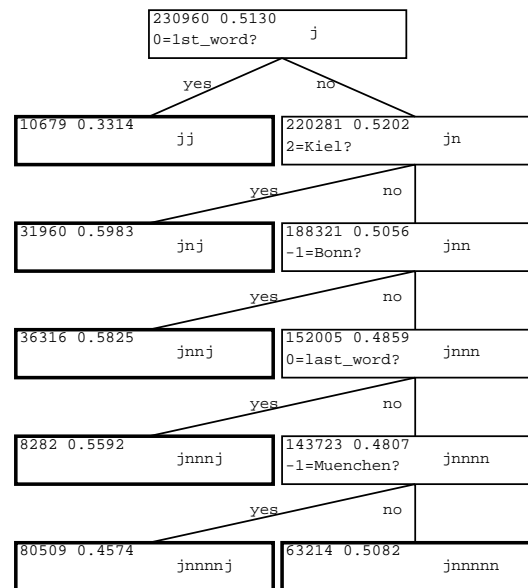 230960 0.5130
j
0=1st_word?
yes
no
10679 0.3314
jj
220281 0.5202
jn
2=Kiel?
yes
no
31960 0.5983
jnj
188321 0.5056
jnn
-1=Bonn?
yes
no
36316 0.5825
jnnj
152005 0.4859
jnnn
0=last_word?
yes
no
8282 0.5592
jnnnj
143723 0.4807
jnnnn
-1=Muenchen?
yes
no
80509 0.4574
jnnnnj
63214 0.5082
jnnnnn